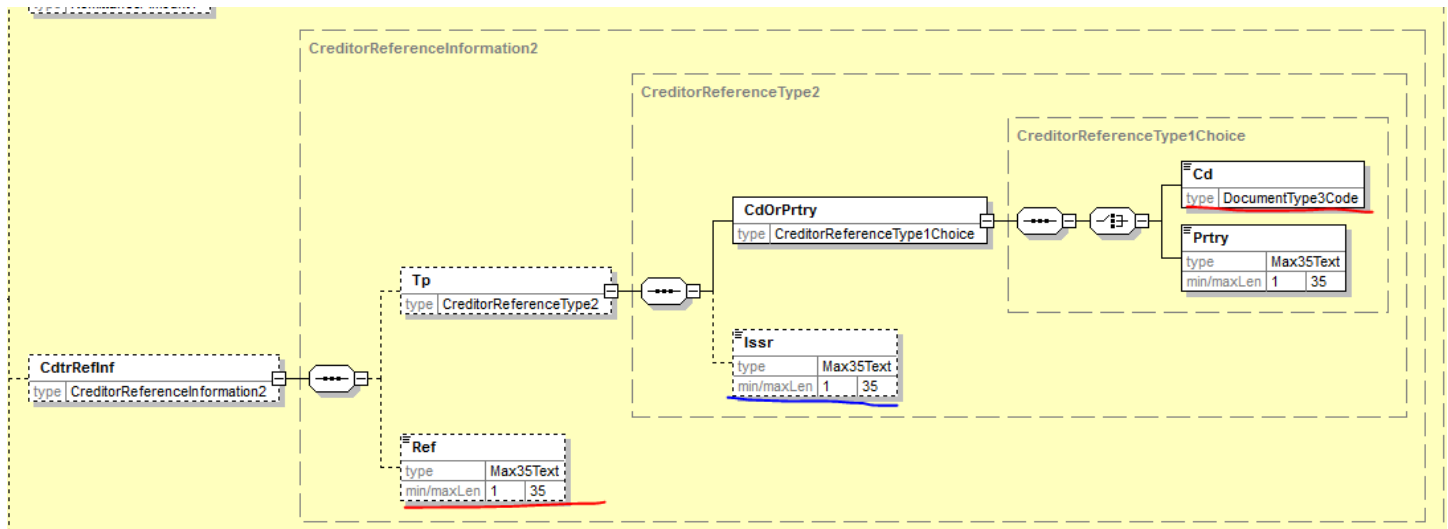 CreditorReferenceInformation2
CreditorReferenceType2
CreditorReferenceType1Choice
Cd
type DocumentType3Code
CdOrPrtry
type CreditorReferenceType1Choice
Prtry
type Max35Text
min/maxLen 1 35
Tp
type CreditorReferenceType2
Issr
type Max35Text
min/maxLen 1 35
CdtrRefInf
type CreditorReferenceInformation2
Ref
type Max35Text
min/maxLen 1 35